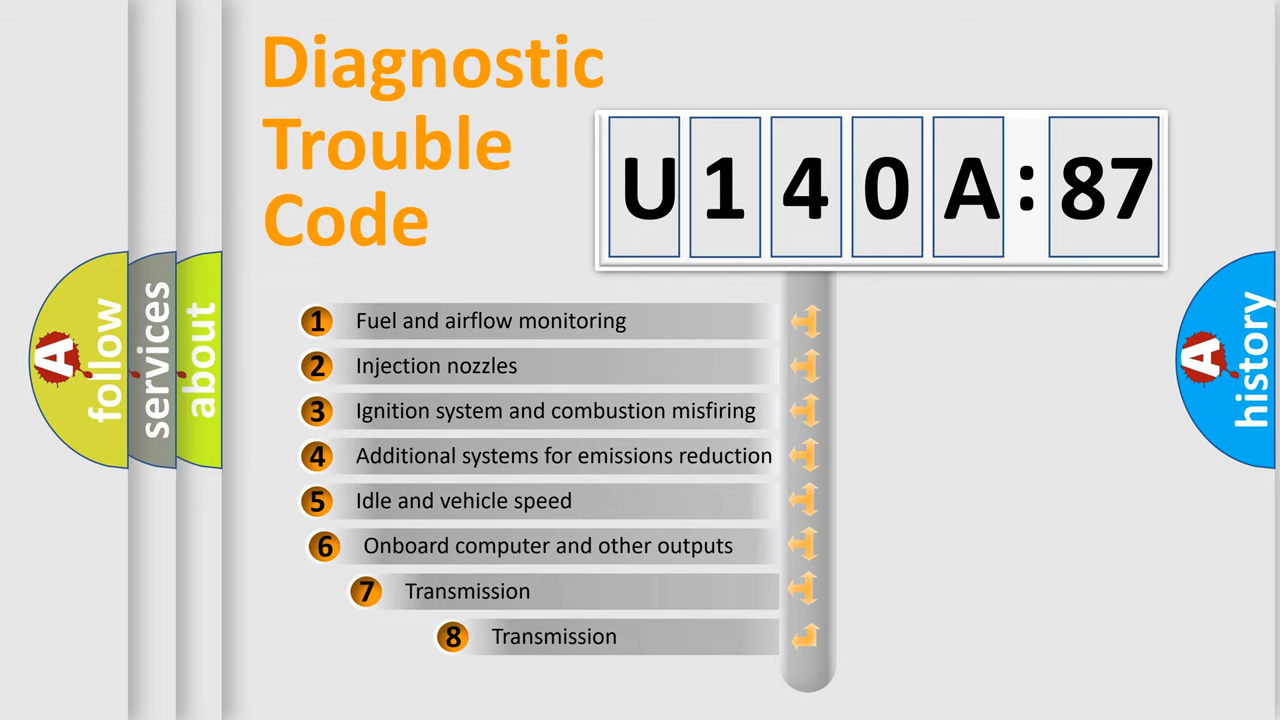 Diagnostic
Trouble
Code
U 1 4 0 A : 87
1 Fuel and airflow monitoring
2 Injection nozzles
3 Ignition system and combustion misfiring
4 Additional systems for emissions reduction
5 Idle and vehicle speed
6 Onboard computer and other outputs
7 Transmission
8 Transmission
A follow
services
about
A history